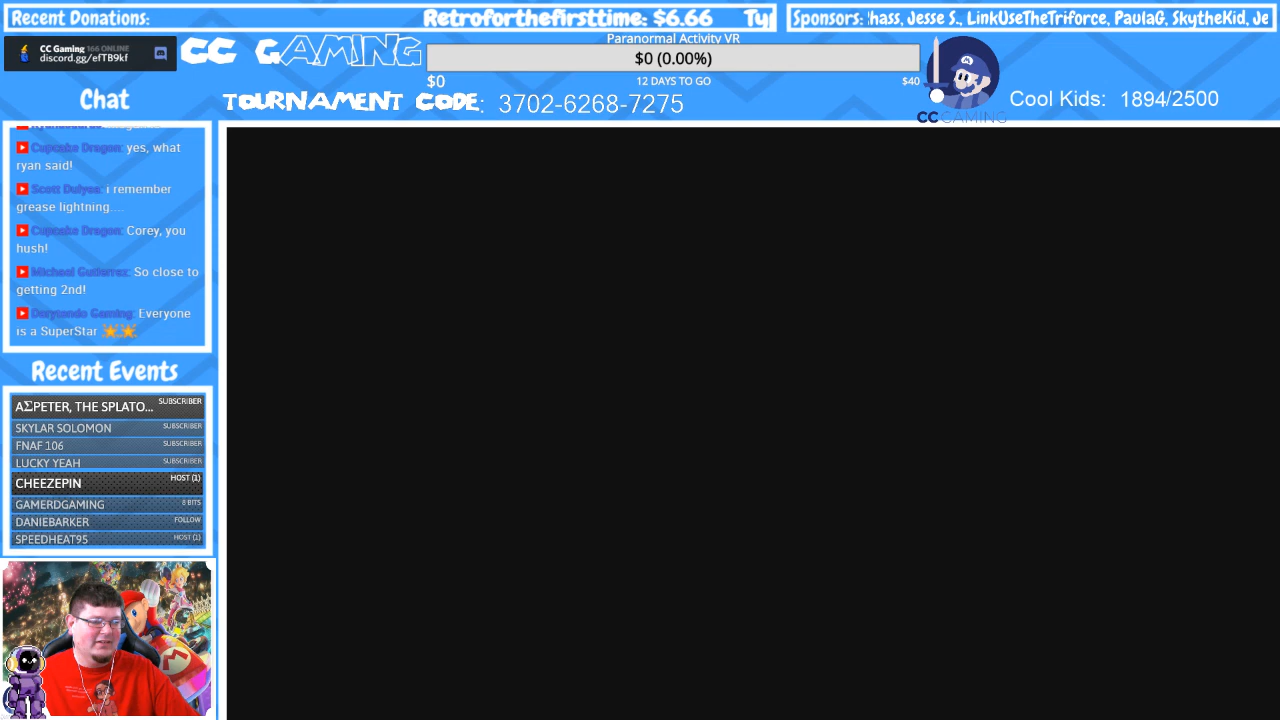 Recent Donations:
Retroforthefirsttime: $6.66
Sponsors: hass, Jesse S., LinkUseTheTriforce, PaulaG, SkytheKid, Je
CC Gaming 166 ONLINE
discord.gg/efTB9kf
CC GAMING
Paranormal Activity VR
$0 (0.00%)
$0
12 DAYS TO GO
$40
TOURNAMENT CODE: 3702-6268-7275
CC GAMING
Cool Kids: 1894/2500
Chat
Cupcake Dragon: yes, what
ryan said!
Scott Dulyea: i remember
grease lightning....
Cupcake Dragon: Corey, you
hush!
Michael Gutierrez: So close to
getting 2nd!
Gaming: Everyone
is a SuperStar
Recent Events
AΣPETER, THE SPLATO... SUBSCRIBER
SKYLAR SOLOMON SUBSCRIBER
FNAF 106 SUBSCRIBER
LUCKY YEAH SUBSCRIBER
CHEEZEPIN HOST (1)
GAMERDGAMING 6 BITS
DANIEBARKER FOLLOW
SPEEDHEAT95 HOST (1)